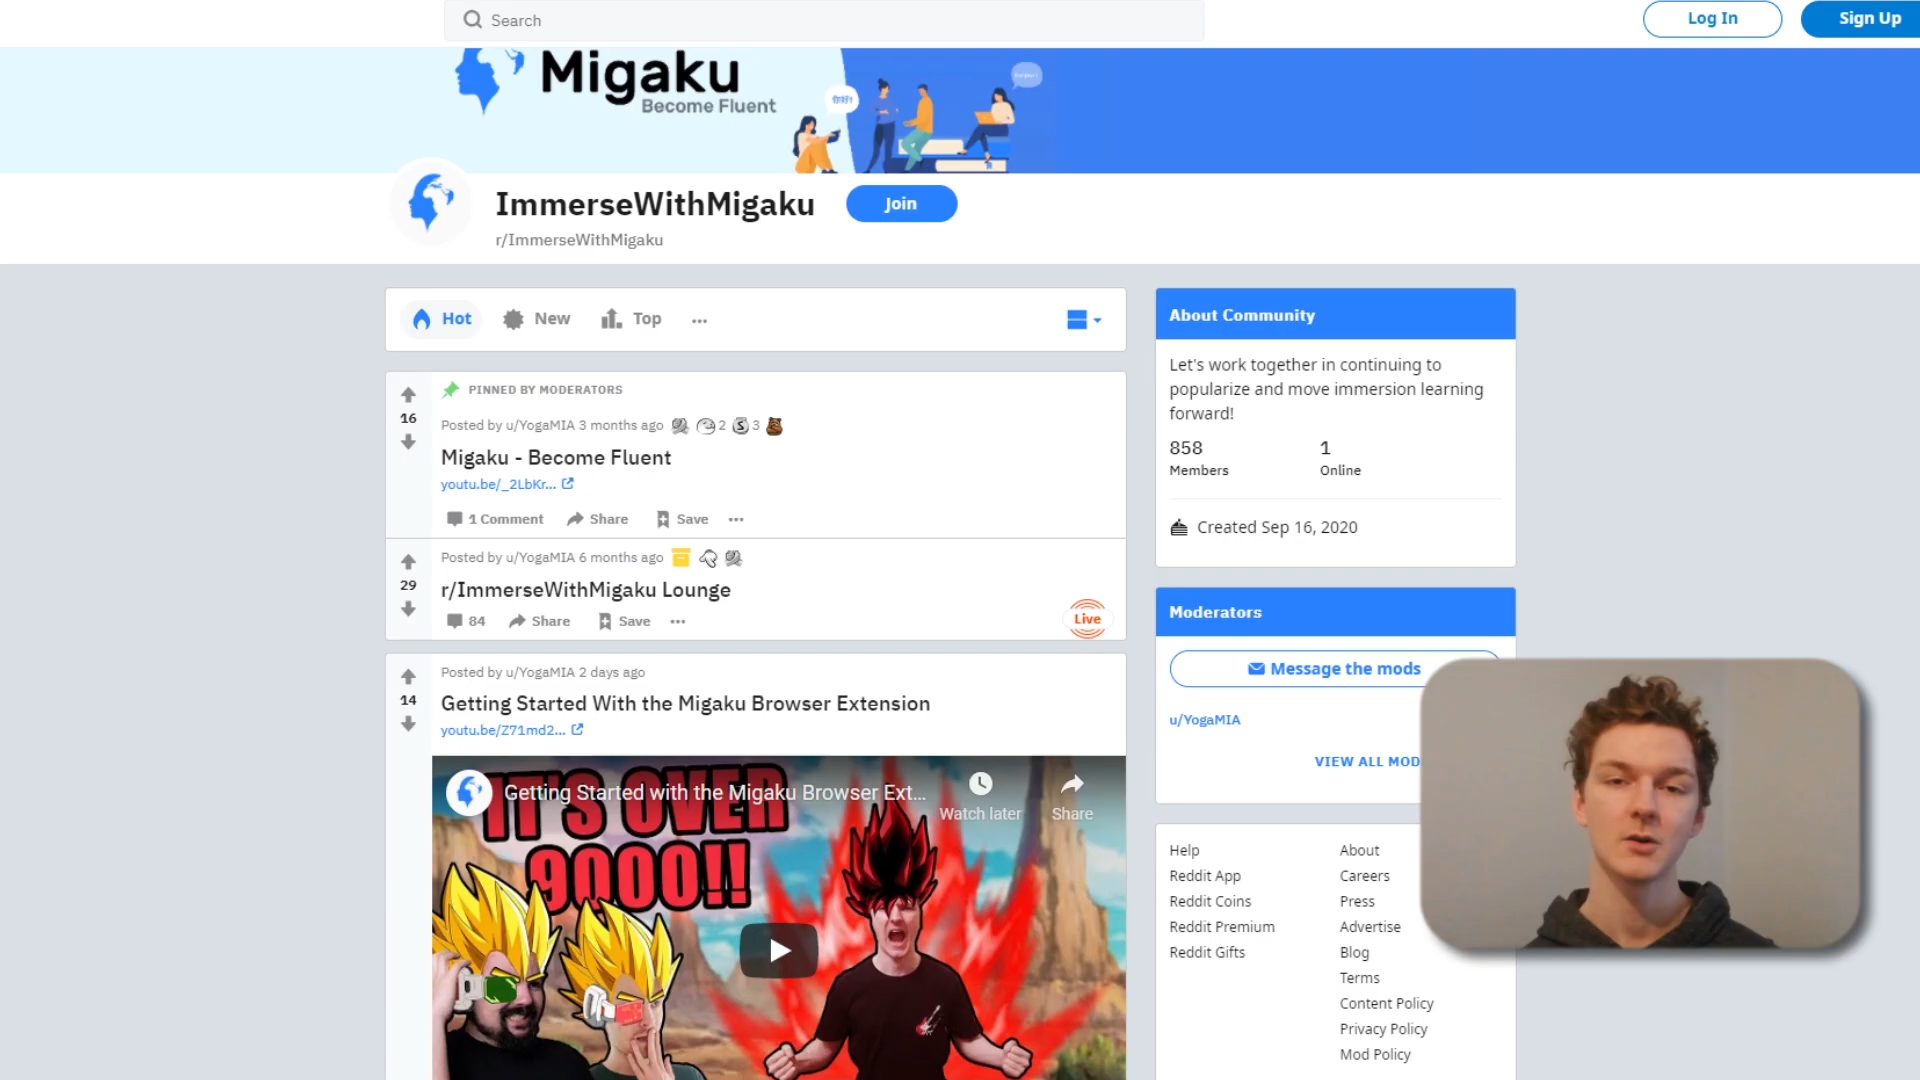 Search
Log In
Sign Up
Migaku
Become Fluent
ImmerseWithMigaku
Join
r/ImmerseWithMigaku
Hot
New
Top
PINNED BY MODERATORS
16
Posted by u/YogaMIA 3 months ago
2
3
Migaku - Become Fluent
youtu.be/_2LbKr...
1 Comment
Share
Save
Posted by u/YogaMIA 6 months ago
29
r/ImmerseWithMigaku Lounge
84
Share
Save
Live
Posted by u/YogaMIA 2 days ago
14
Getting Started With the Migaku Browser Extension
youtu.be/Z71md2...
Getting Started with the Migaku Browser Ext...
Watch later
Share
IT'S OVER
9000!!
About Community
Let's work together in continuing to
popularize and move immersion learning
forward!
858
Members
1
Online
Created Sep 16, 2020
Moderators
Message the mods
u/YogaMIA
VIEW ALL MOD
Help
Reddit App
Reddit Coins
Reddit Premium
Reddit Gifts
About
Careers
Press
Advertise
Blog
Terms
Content Policy
Privacy Policy
Mod Policy